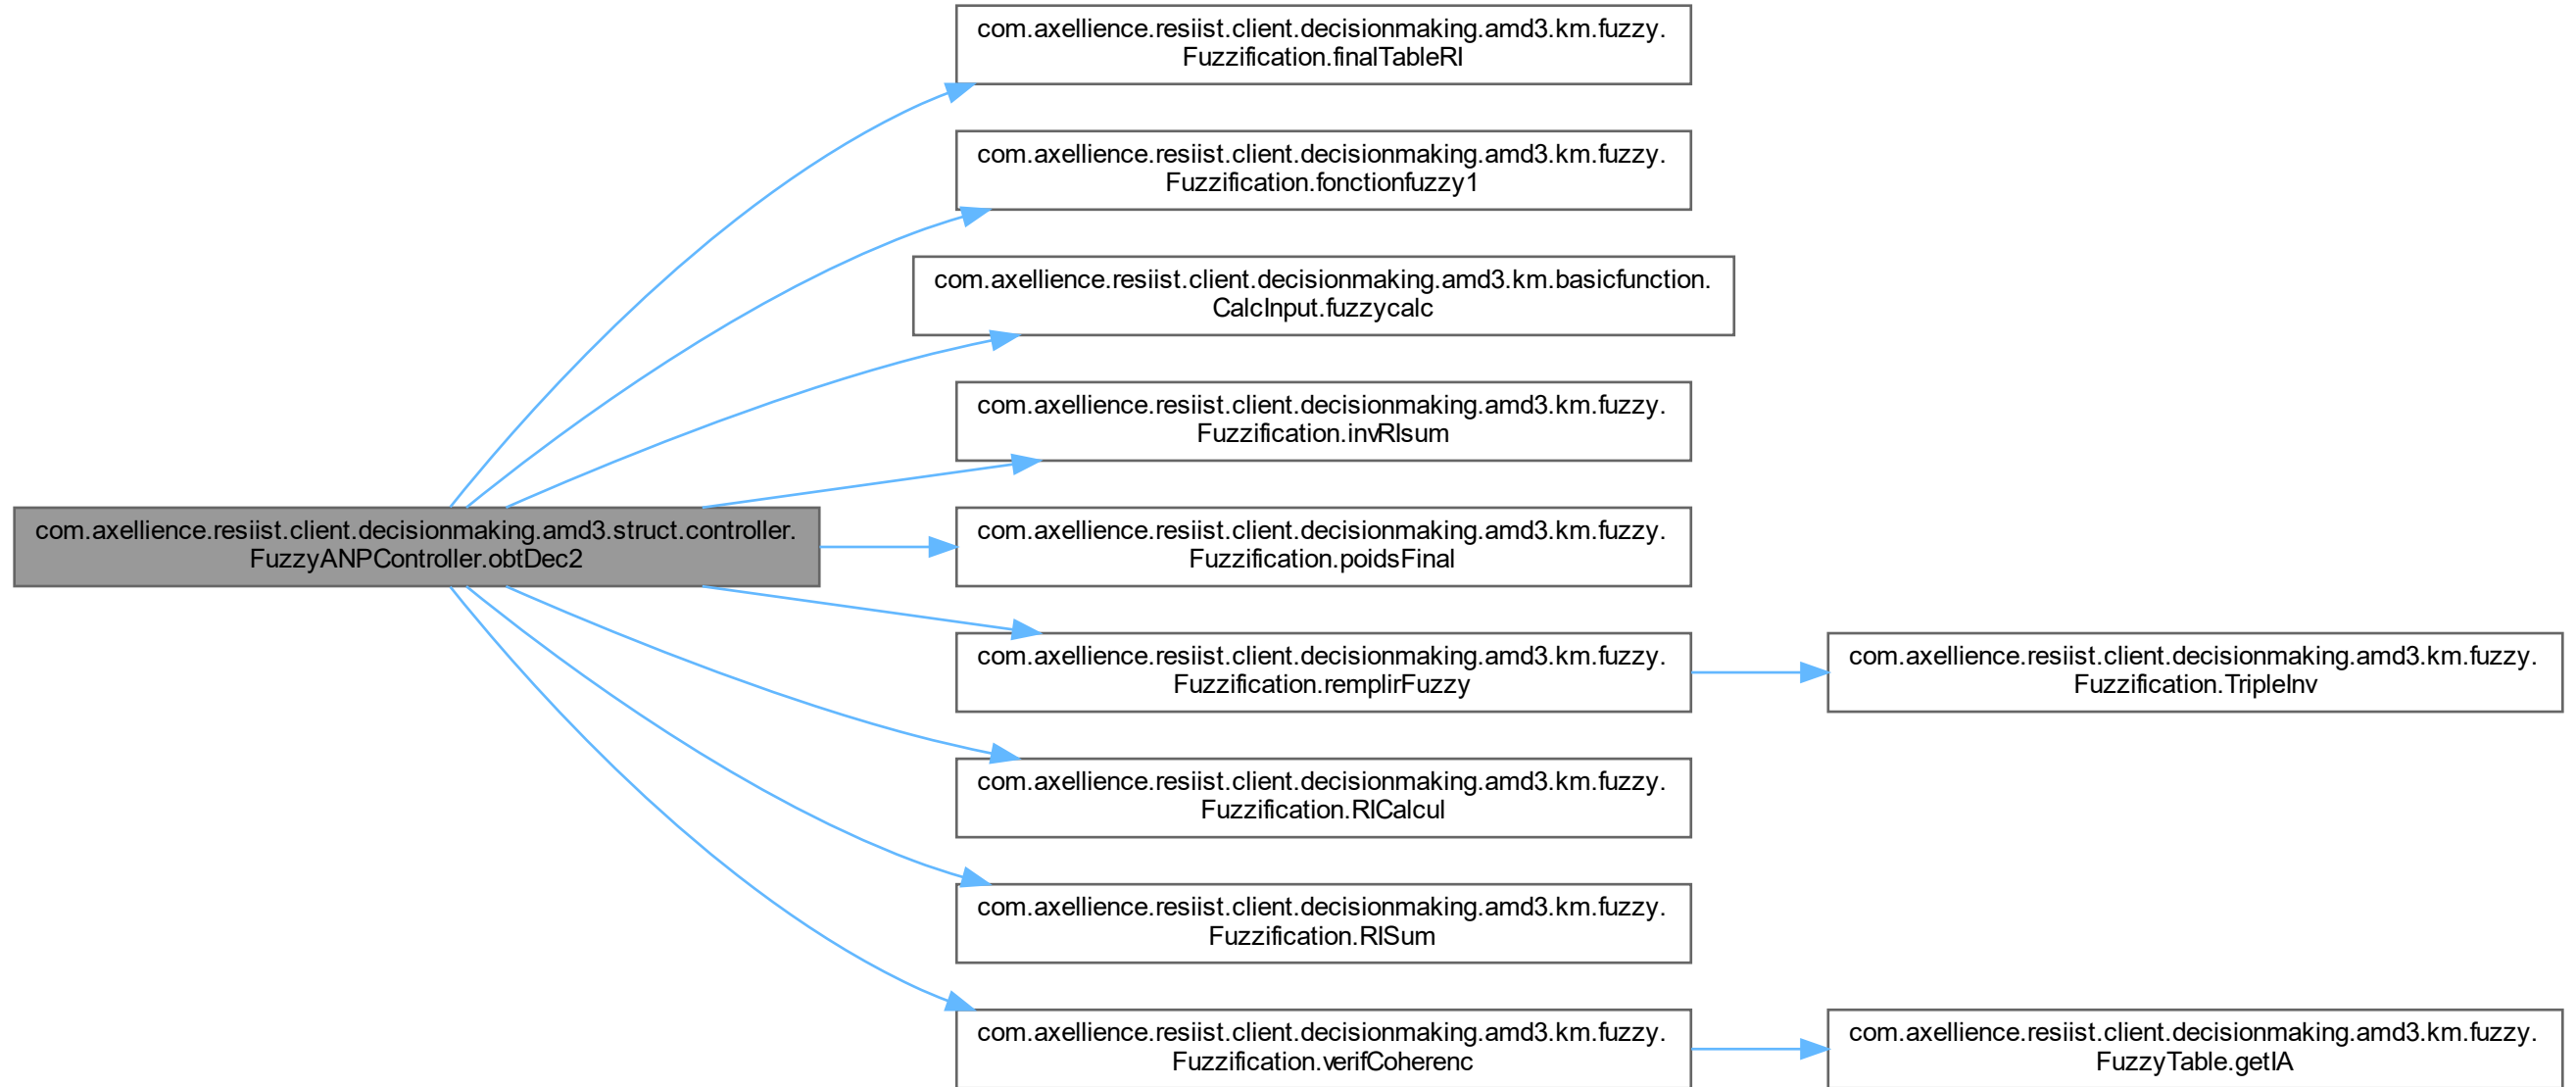 com.axellience.resiist.client.decisionmaking.amd3.km.fuzzy.
Fuzzification.finalTableRI
com.axellience.resiist.client.decisionmaking.amd3.km.fuzzy.
Fuzzification.fonctionfuzzy1
com.axellience.resiist.client.decisionmaking.amd3.km.basicfunction.
CalcInput.fuzzycalc
com.axellience.resiist.client.decisionmaking.amd3.km.fuzzy.
Fuzzification.invRIsum
com.axellience.resiist.client.decisionmaking.amd3.struct.controller.
FuzzyANPController.obtDec2
com.axellience.resiist.client.decisionmaking.amd3.km.fuzzy.
Fuzzification.poidsFinal
com.axellience.resiist.client.decisionmaking.amd3.km.fuzzy.
Fuzzification.remplirFuzzy
com.axellience.resiist.client.decisionmaking.amd3.km.fuzzy.
Fuzzification.TripleInv
com.axellience.resiist.client.decisionmaking.amd3.km.fuzzy.
Fuzzification.RICalcul
com.axellience.resiist.client.decisionmaking.amd3.km.fuzzy.
Fuzzification.RISum
com.axellience.resiist.client.decisionmaking.amd3.km.fuzzy.
Fuzzification.verifCoherenc
com.axellience.resiist.client.decisionmaking.amd3.km.fuzzy.
FuzzyTable.getIA